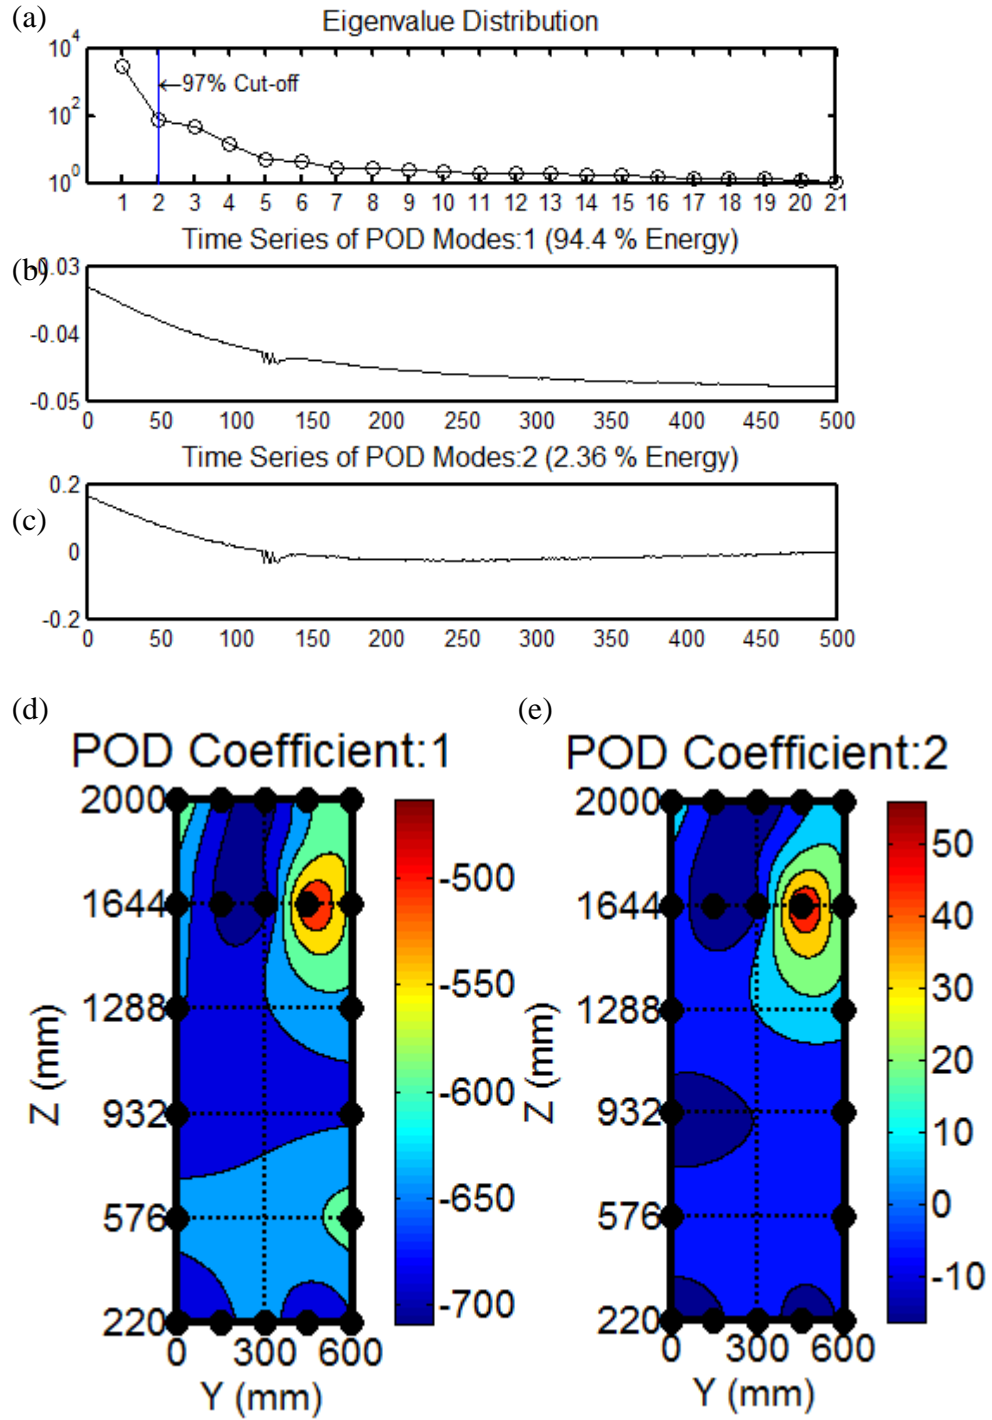 (a)
Eigenvalue Distribution
10^4
10^2
10^0
←97% Cut-off
1 2 3 4 5 6 7 8 9 10 11 12 13 14 15 16 17 18 19 20 21
Time Series of POD Modes:1 (94.4 % Energy)
(b)
-0.03
-0.04
-0.05
0 50 100 150 200 250 300 350 400 450 500
Time Series of POD Modes:2 (2.36 % Energy)
(c)
0.2
0
-0.2
0 50 100 150 200 250 300 350 400 450 500
(d)
POD Coefficient:1
2000
1644
1288
932
576
220
Z (mm)
0 300 600
Y (mm)
-500
-550
-600
-650
-700
(e)
POD Coefficient:2
2000
1644
1288
932
576
220
Z (mm)
0 300 600
Y (mm)
50
40
30
20
10
0
-10